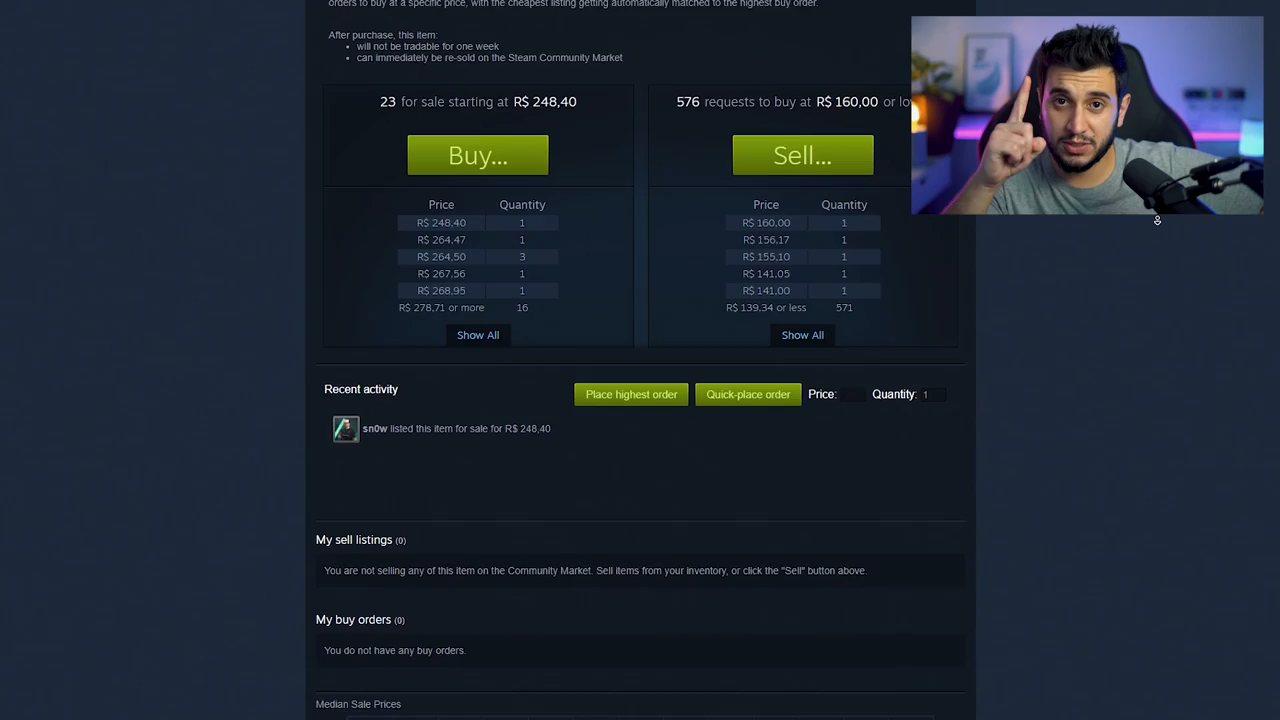 orders to buy at a specific price, with the cheapest listing getting automatically matched to the highest buy order.
After purchase, this item:
will not be tradable for one week
can immediately be re-sold on the Steam Community Market
23 for sale starting at R$ 248,40
Buy...
Price Quantity
R$ 248,40 1
R$ 264,47 1
R$ 264,50 3
R$ 267,56 1
R$ 268,95 1
R$ 278,71 or more 16
Show All
576 requests to buy at R$ 160,00 or lo
Sell...
Price Quantity
R$ 160,00 1
R$ 156,17 1
R$ 155,10 1
R$ 141,05 1
R$ 141,00 1
R$ 139,34 or less 571
Show All
Recent activity
Place highest order Quick-place order Price: Quantity: 1
sn0w listed this item for sale for R$ 248,40
My sell listings (0)
You are not selling any of this item on the Community Market. Sell items from your inventory, or click the "Sell" button above.
My buy orders (0)
You do not have any buy orders.
Median Sale Prices